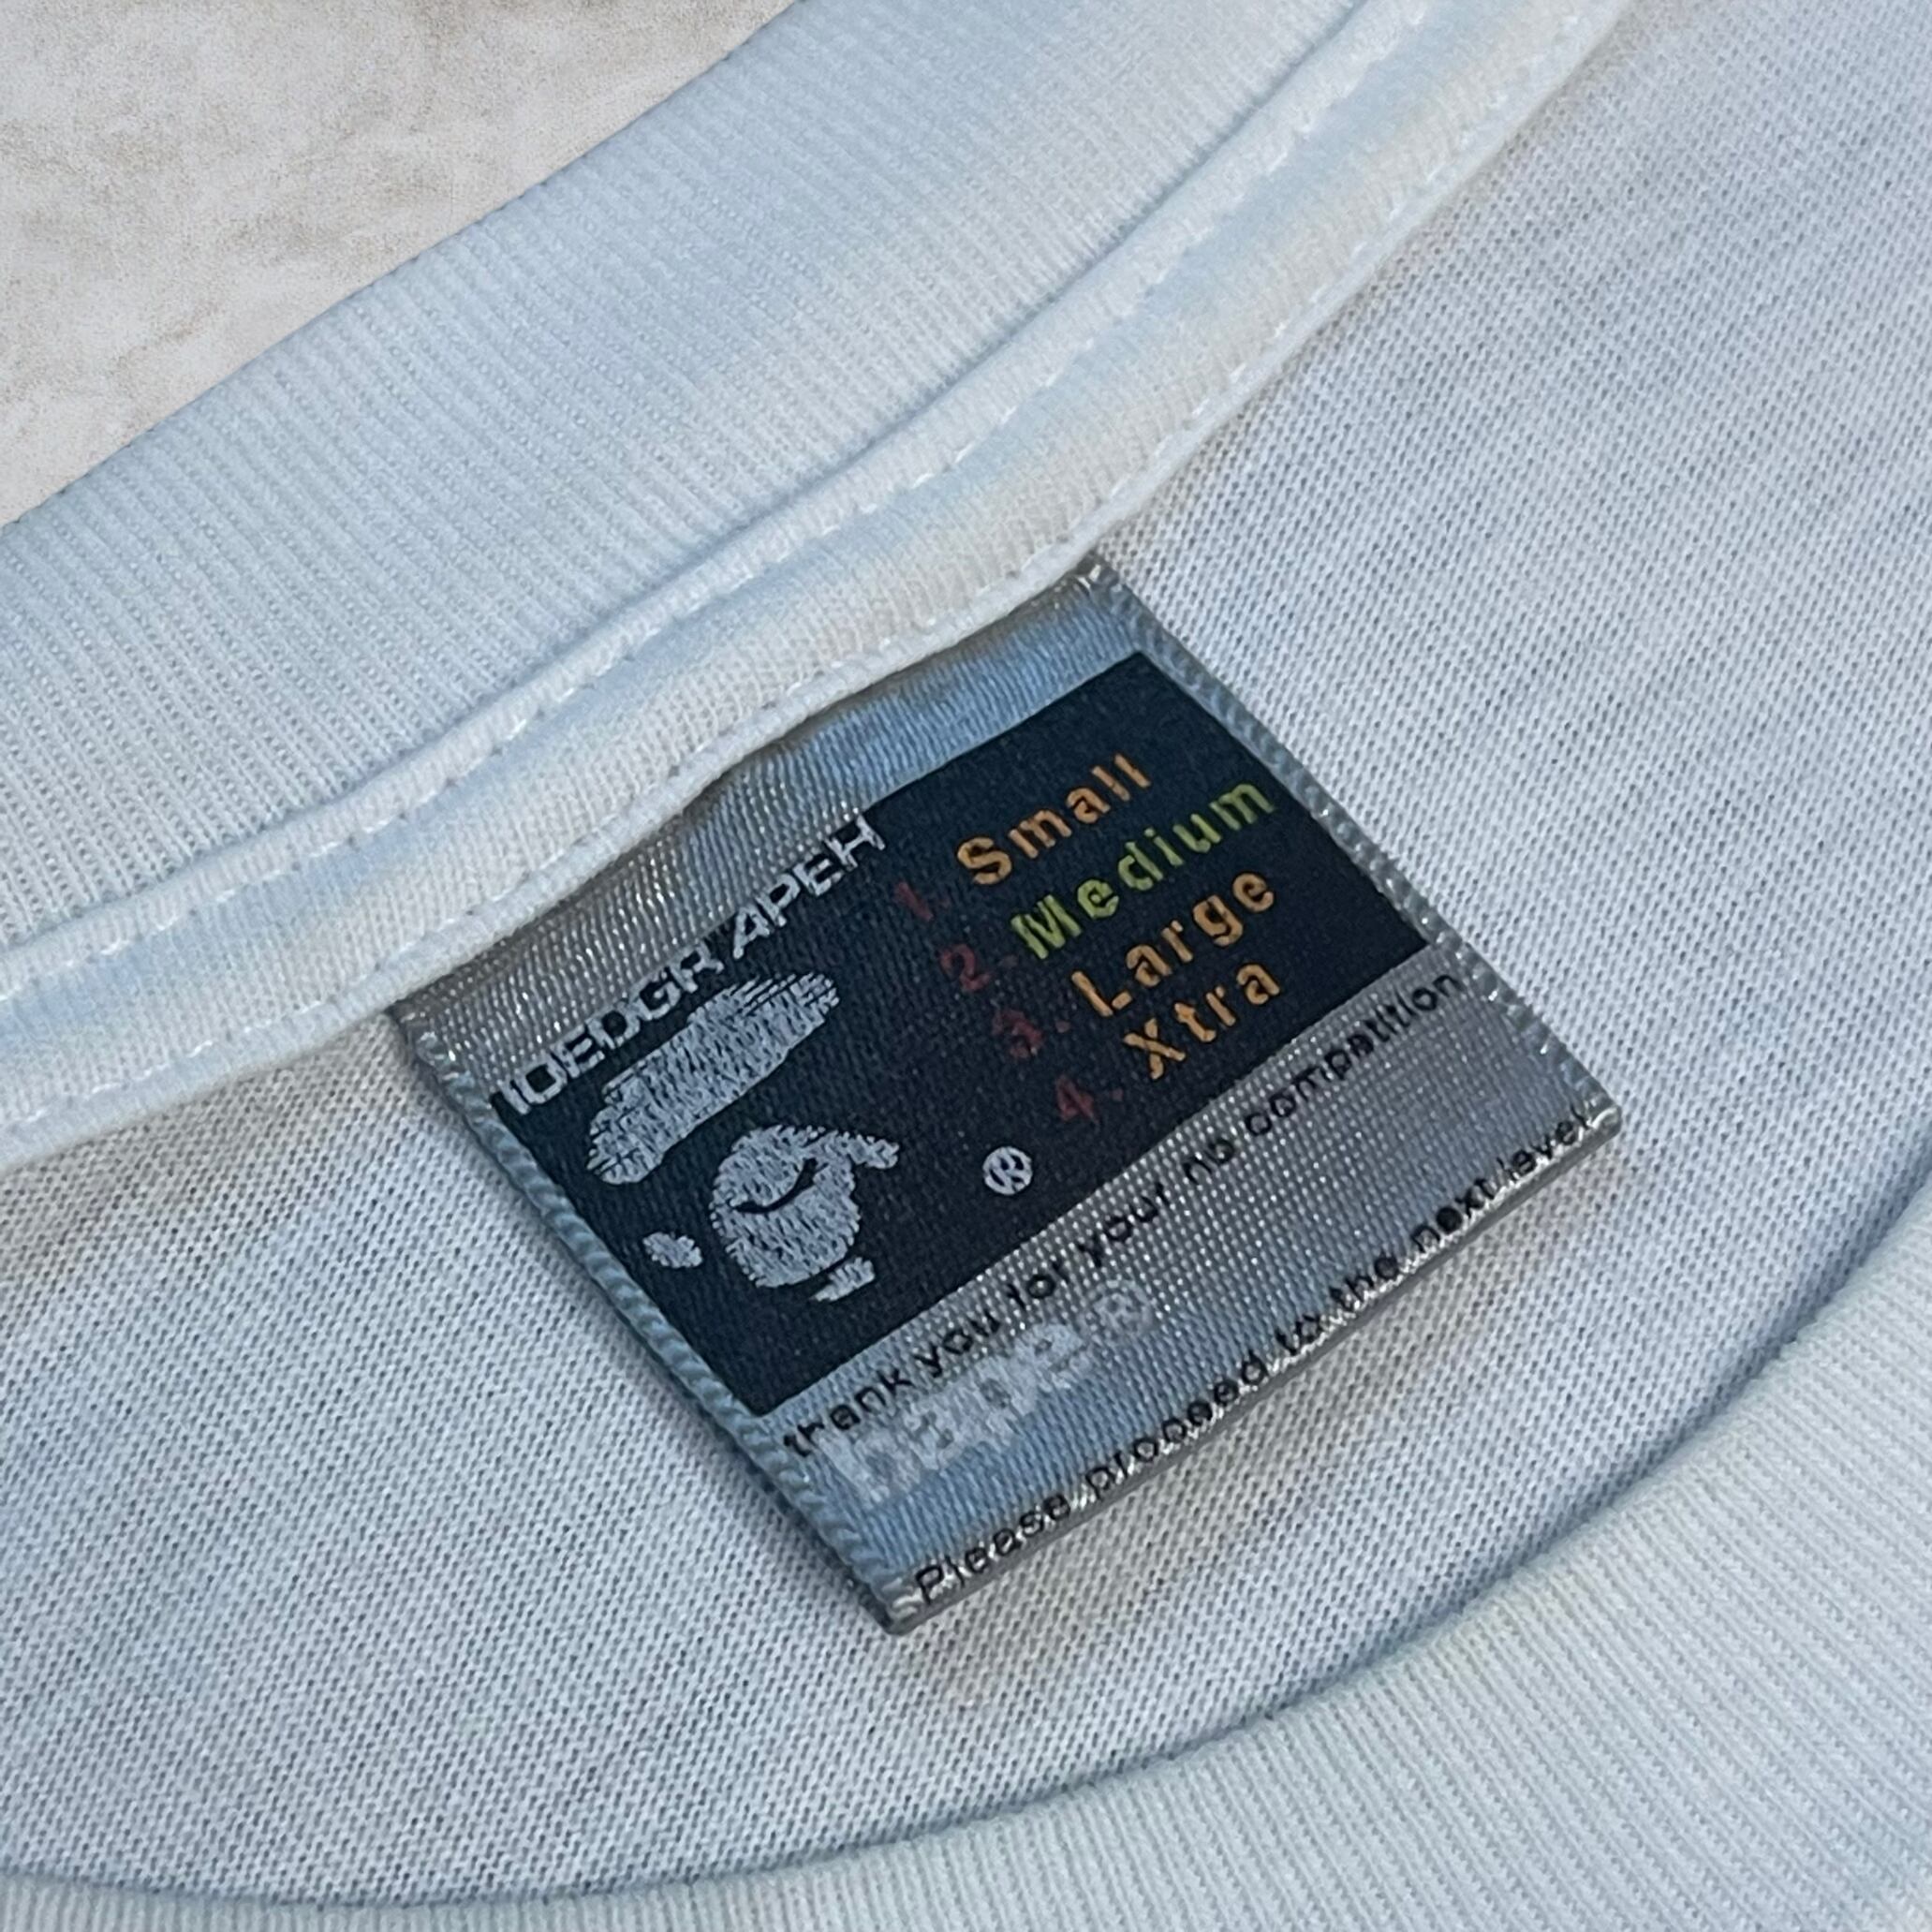 1. Small
2. Medium
3. Large
4. Xtra
®
thank you for your no competition
bape®
Please proceed to the next level